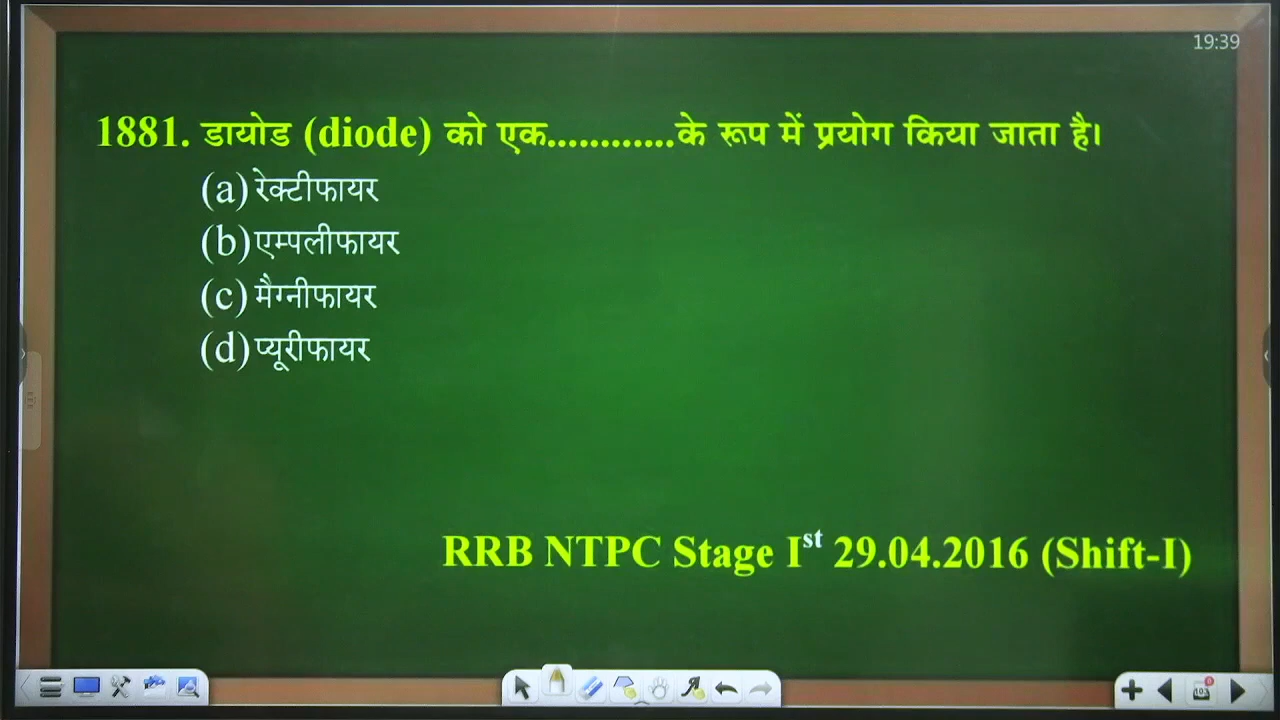 19:39
1881. डायोड (diode) को एक............के रूप में प्रयोग किया जाता है।
(a) रेक्टीफायर
(b) एम्पलीफायर
(c) मैग्नीफायर
(d) प्यूरीफायर
RRB NTPC Stage Ist 29.04.2016 (Shift-I)